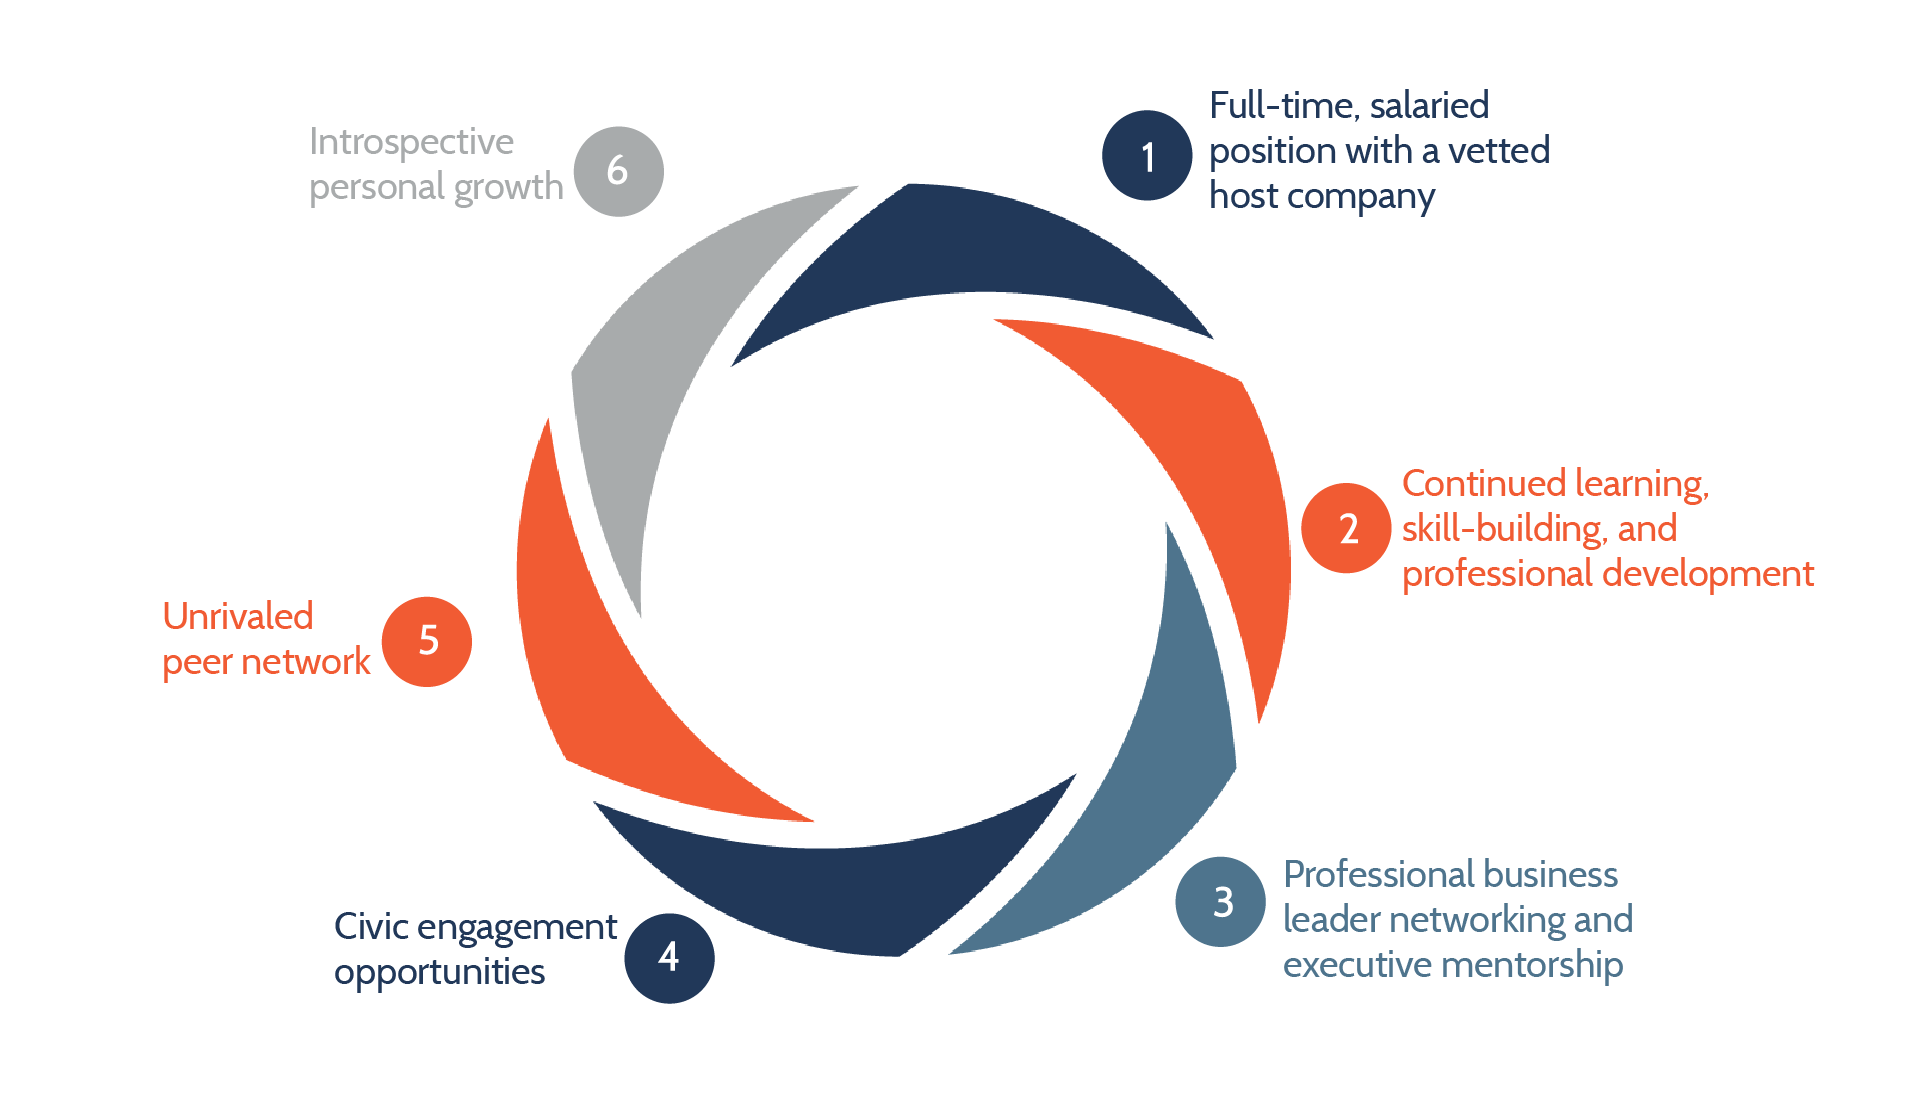 1
Full-time, salaried
position with a vetted
host company
2
Continued learning,
skill-building, and
professional development
3
Professional business
leader networking and
executive mentorship
4
Civic engagement
opportunities
5
Unrivaled
peer network
6
Introspective
personal growth